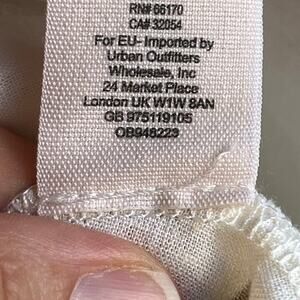 RN# 66170
CA# 32054
For EU- Imported by
Urban Outfitters
Wholesale, Inc
24 Market Place
London UK W1W 8AN
GB 975119105
OB948223